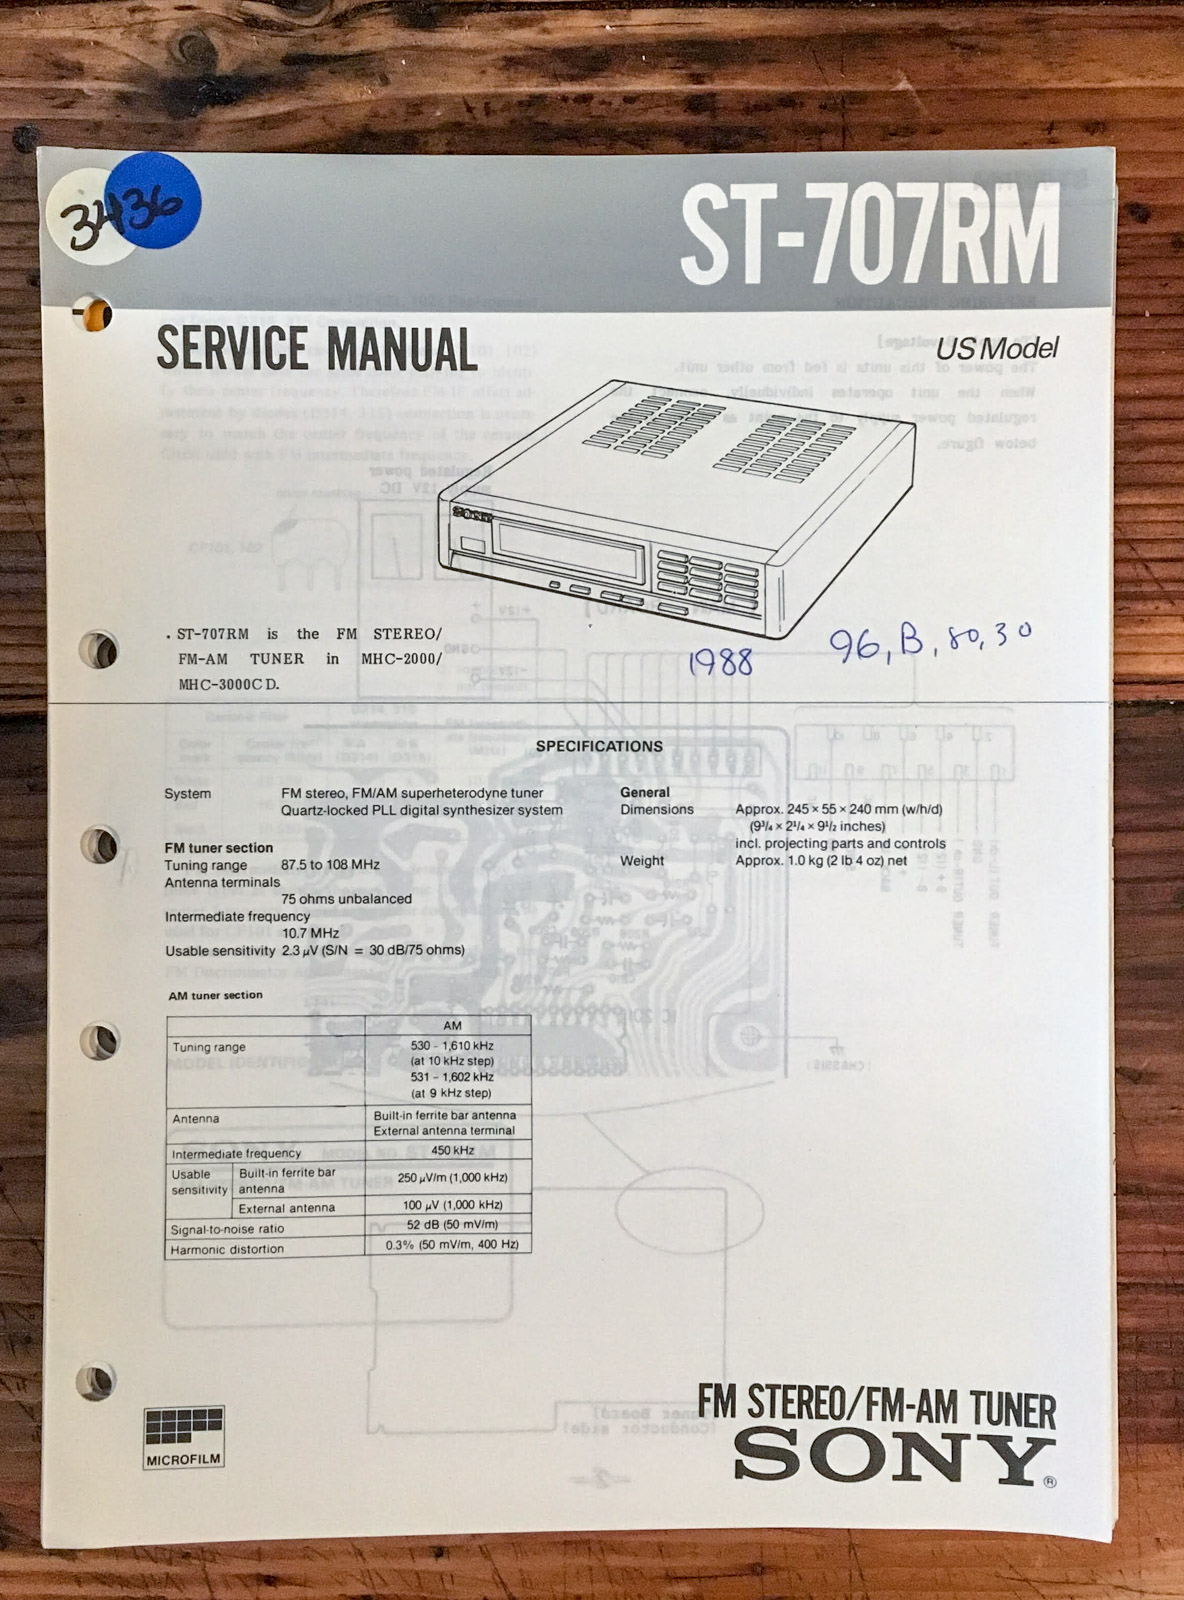 3436
ST-707RM
SERVICE MANUAL
US Model
SONY
. ST-707RM is the FM STEREO/
FM-AM TUNER in MHC-2000/
MHC-3000CD.
1988
96, B, 80, 30
SPECIFICATIONS
System FM stereo, FM/AM superheterodyne tuner
Quartz-locked PLL digital synthesizer system
FM tuner section
Tuning range 87.5 to 108 MHz
Antenna terminals
75 ohms unbalanced
Intermediate frequency
10.7 MHz
Usable sensitivity 2.3 µV (S/N = 30 dB/75 ohms)
General
Dimensions Approx. 245 × 55 × 240 mm (w/h/d)
(9¾ × 2¼ × 9½ inches)
incl. projecting parts and controls
Weight Approx. 1.0 kg (2 lb 4 oz) net
AM tuner section
AM
Tuning range 530 – 1,610 kHz
(at 10 kHz step)
531 – 1,602 kHz
(at 9 kHz step)
Antenna Built-in ferrite bar antenna
External antenna terminal
Intermediate frequency 450 kHz
Usable sensitivity Built-in ferrite bar antenna 250 µV/m (1,000 kHz)
External antenna 100 µV (1,000 kHz)
Signal-to-noise ratio 52 dB (50 mV/m)
Harmonic distortion 0.3% (50 mV/m, 400 Hz)
MICROFILM
FM STEREO/FM-AM TUNER
SONY®